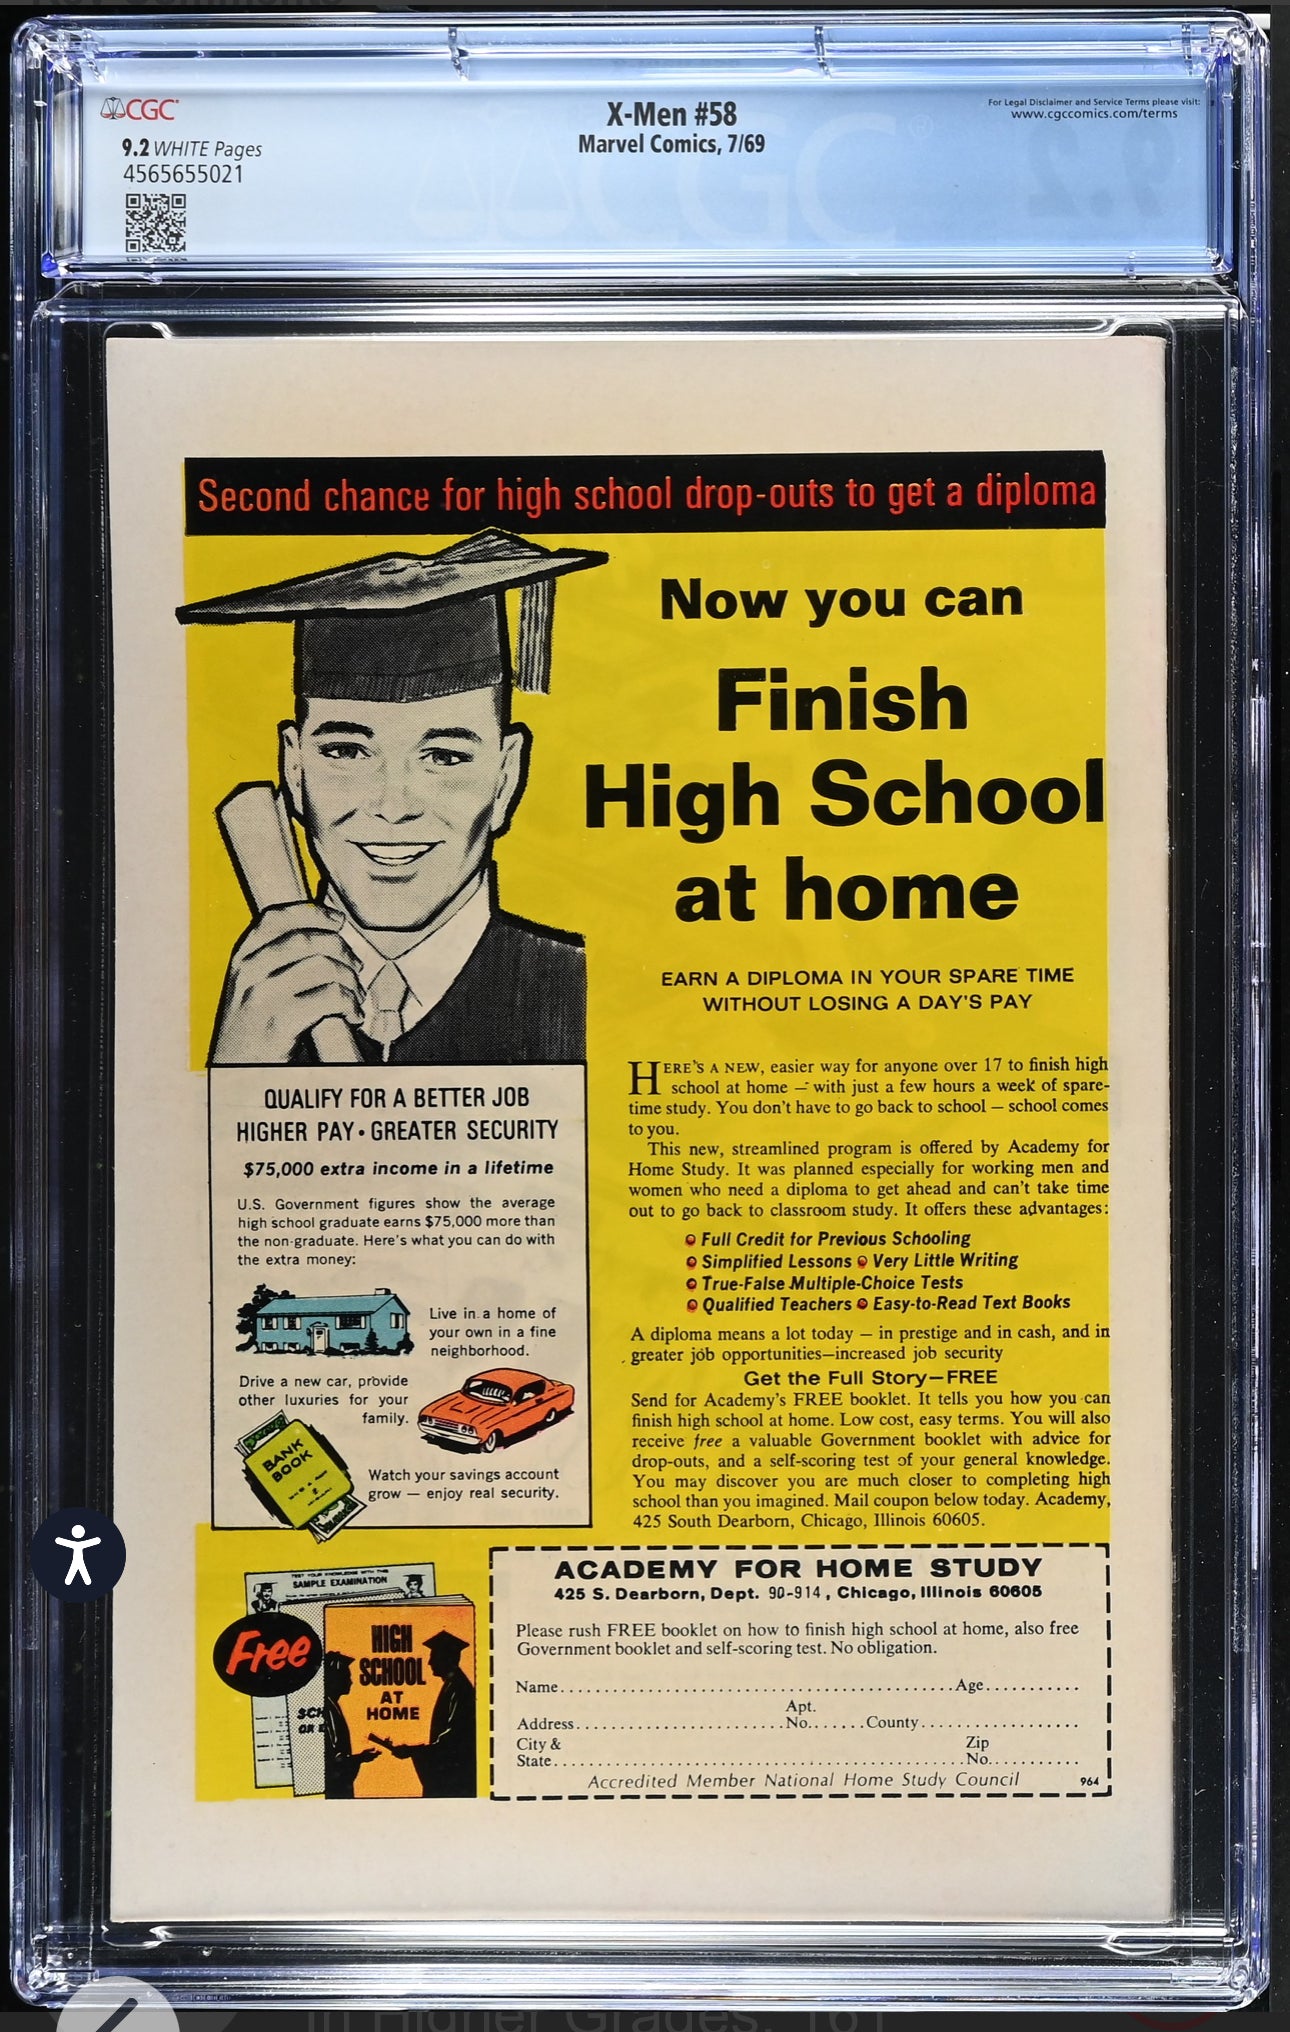 CGC
X-Men #58
For Legal Disclaimer and Service Terms please visit:
www.cgccomics.com/terms
Marvel Comics, 7/69
9.2 WHITE Pages
4565655021
Second chance for high school drop-outs to get a diploma
Now you can
Finish
High School
at home
EARN A DIPLOMA IN YOUR SPARE TIME
WITHOUT LOSING A DAY'S PAY
HERE'S A NEW, easier way for anyone over 17 to finish high
school at home — with just a few hours a week of spare-
time study. You don't have to go back to school — school comes
to you.
This new, streamlined program is offered by Academy for
Home Study. It was planned especially for working men and
women who need a diploma to get ahead and can't take time
out to go back to classroom study. It offers these advantages:
Full Credit for Previous Schooling
Simplified Lessons Very Little Writing
True-False Multiple-Choice Tests
Qualified Teachers Easy-to-Read Text Books
A diploma means a lot today — in prestige and in cash, and in
greater job opportunities—increased job security
Get the Full Story—FREE
Send for Academy's FREE booklet. It tells you how you can
finish high school at home. Low cost, easy terms. You will also
receive free a valuable Government booklet with advice for
drop-outs, and a self-scoring test of your general knowledge.
You may discover you are much closer to completing high
school than you imagined. Mail coupon below today. Academy,
425 South Dearborn, Chicago, Illinois 60605.
QUALIFY FOR A BETTER JOB
HIGHER PAY • GREATER SECURITY
$75,000 extra income in a lifetime
U.S. Government figures show the average
high school graduate earns $75,000 more than
the non-graduate. Here's what you can do with
the extra money:
Live in a home of
your own in a fine
neighborhood.
Drive a new car, provide
other luxuries for your
family.
BANK
BOOK
Watch your savings account
grow — enjoy real security.
TEST YOUR KNOWLEDGE WITH THIS
SAMPLE EXAMINATION
Free
HIGH
SCHOOL
AT
HOME
ACADEMY FOR HOME STUDY
425 S. Dearborn, Dept. 90-914, Chicago, Illinois 60605
Please rush FREE booklet on how to finish high school at home, also free
Government booklet and self-scoring test. No obligation.
Name Age
Address Apt. No. County
City & State Zip No.
Accredited Member National Home Study Council 964
in Higher Grades: 161